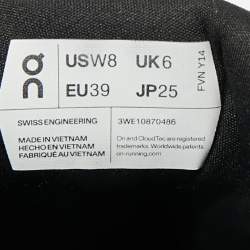 USW8 UK6
EU39 JP25
FVN Y14
SWISS ENGINEERING 3WE10870486
MADE IN VIETNAM
HECHO EN VIETNAM
FABRIQUÉ AU VIETNAM
On and CloudTec are registered
trademarks. Worldwide patents.
on-running.com